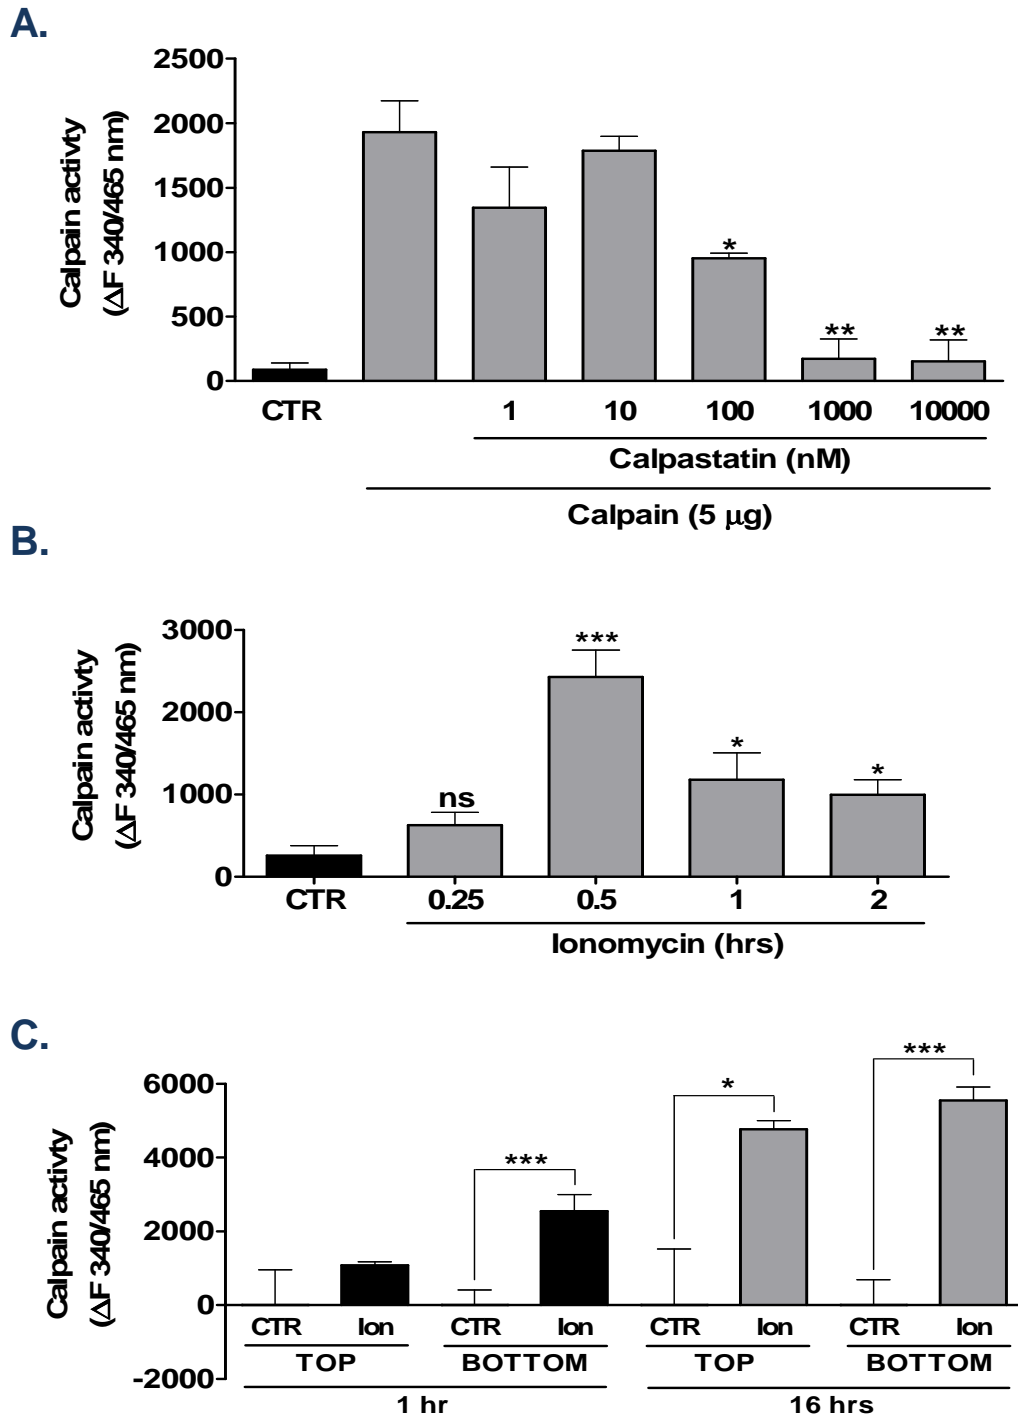 A.
Calpain activty
(ΔF 340/465 nm)
2500
2000
1500
1000
500
0
*
**
**
CTR
1
10
100
1000
10000
Calpastatin (nM)
Calpain (5 μg)
B.
Calpain activty
(ΔF 340/465 nm)
3000
2000
1000
0
ns
***
*
*
CTR
0.25
0.5
1
2
Ionomycin (hrs)
C.
Calpain activty
(ΔF 340/465 nm)
6000
4000
2000
0
-2000
***
*
***
CTR Ion CTR Ion CTR Ion CTR Ion
TOP BOTTOM TOP BOTTOM
1 hr 16 hrs